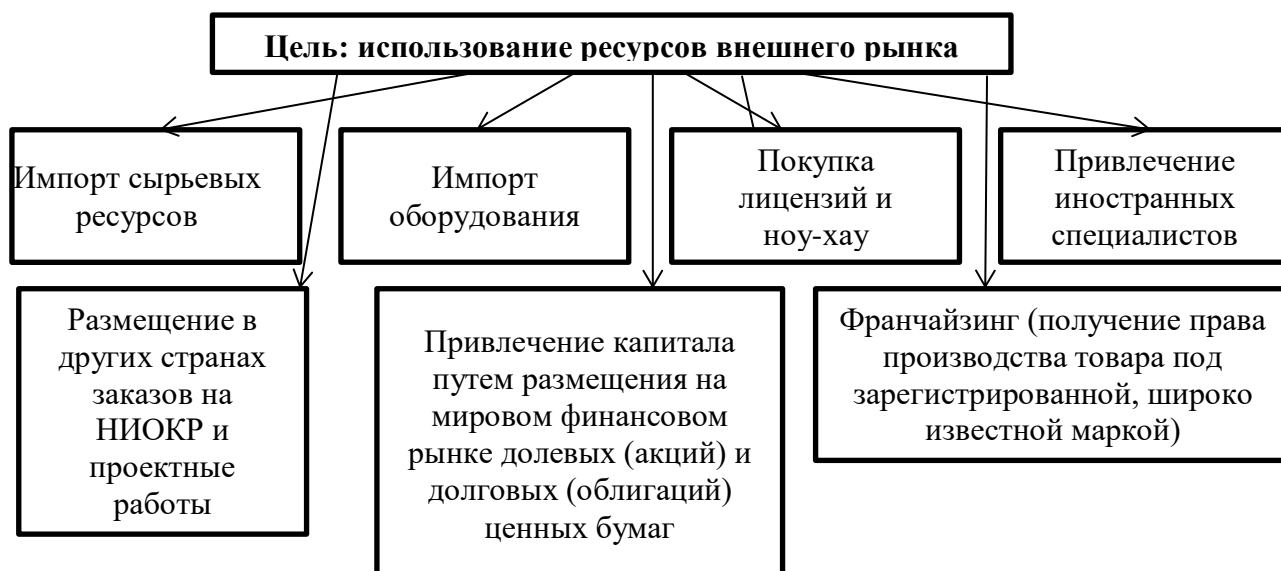 Цель: использование ресурсов внешнего рынка
Импорт сырьевых
ресурсов
Импорт
оборудования
Покупка
лицензий и
ноу-хау
Привлечение
иностранных
специалистов
Размещение в
других странах
заказов на
НИОКР и
проектные
работы
Привлечение капитала
путем размещения на
мировом финансовом
рынке долевых (акций) и
долговых (облигаций)
ценных бумаг
Франчайзинг (получение права
производства товара под
зарегистрированной, широко
известной маркой)